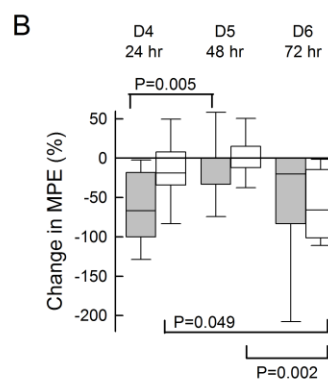 B
D4 D5 D6
24 hr 48 hr 72 hr
P=0.005
Change in MPE (%)
50
0
-50
-100
-150
-200
P=0.049
P=0.002